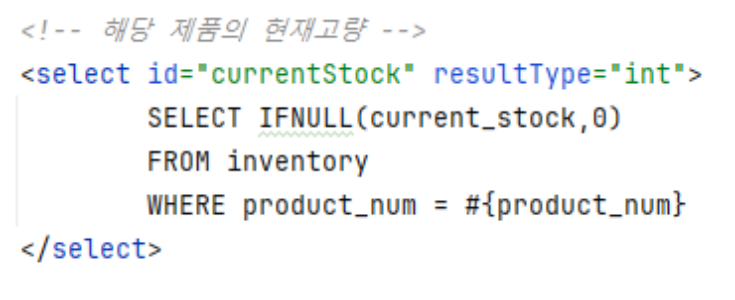 <!-- 해당 제품의 현재고량 -->
<select id="currentStock" resultType="int">
SELECT IFNULL(current_stock,0)
FROM inventory
WHERE product_num = #{product_num}
</select>